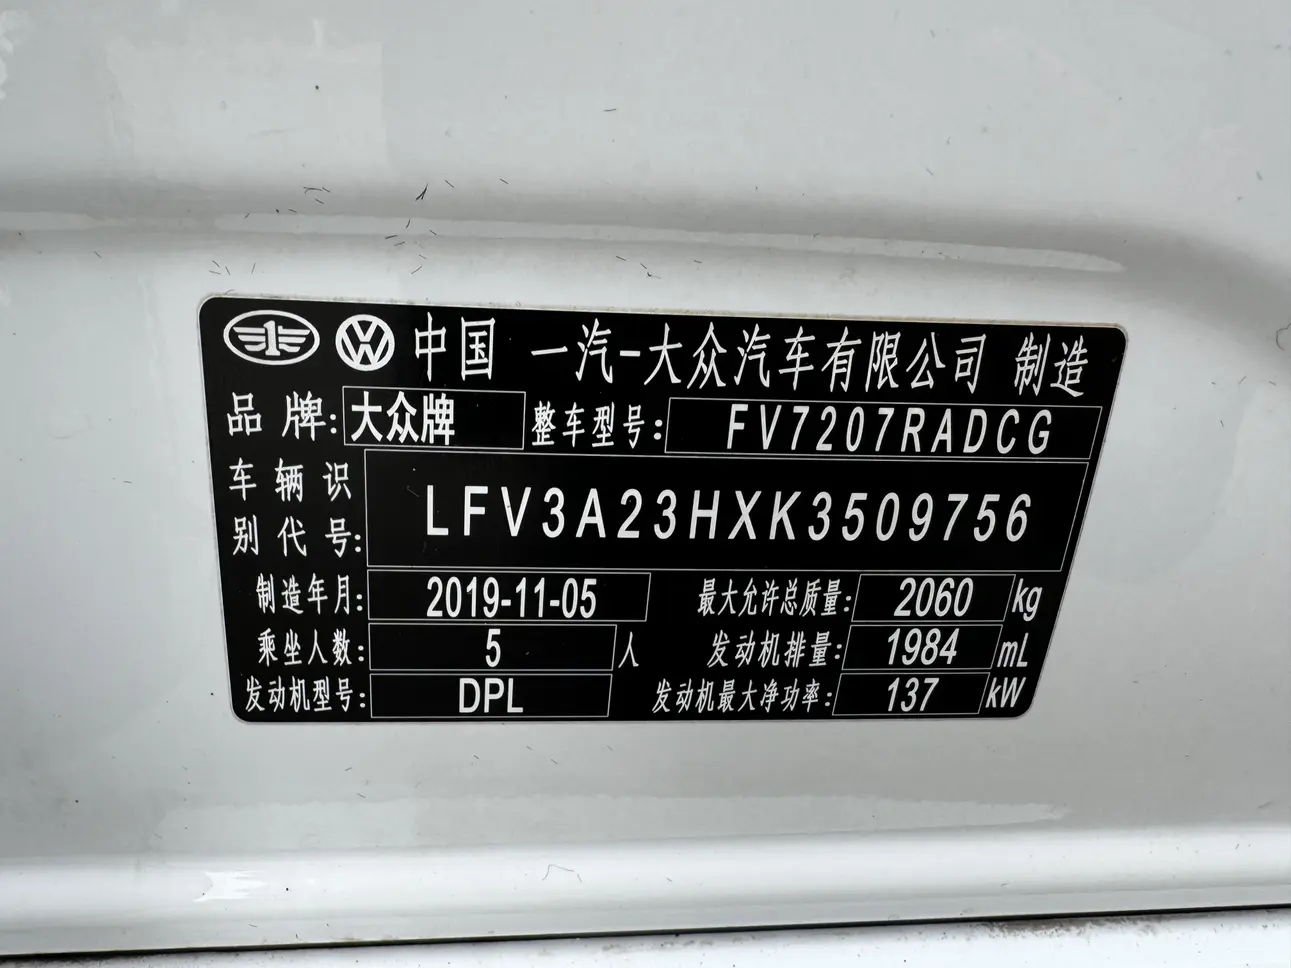 中国 一汽-大众汽车有限公司 制造
品牌: 大众牌 整车型号: FV7207RADCG
车辆识别代号: LFV3A23HXK3509756
制造年月: 2019-11-05 最大允许总质量: 2060 kg
乘坐人数: 5 人 发动机排量: 1984 mL
发动机型号: DPL 发动机最大净功率: 137 kW